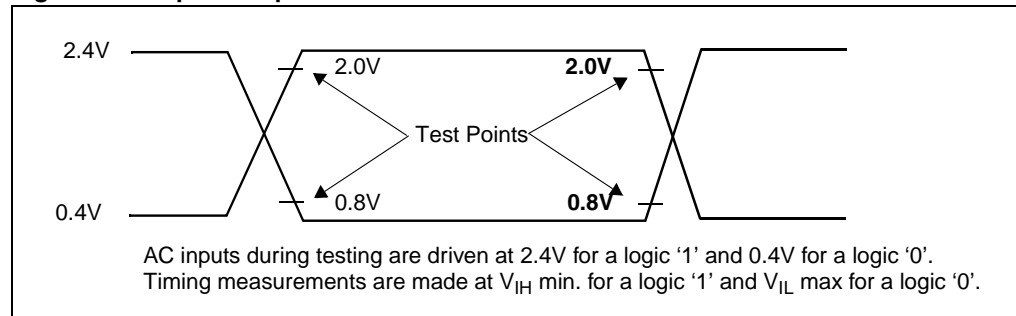 2.4V
2.0V 2.0V
Test Points
0.8V 0.8V
0.4V
AC inputs during testing are driven at 2.4V for a logic ‘1’ and 0.4V for a logic ‘0’.
Timing measurements are made at VIH min. for a logic ‘1’ and VIL max for a logic ‘0’.